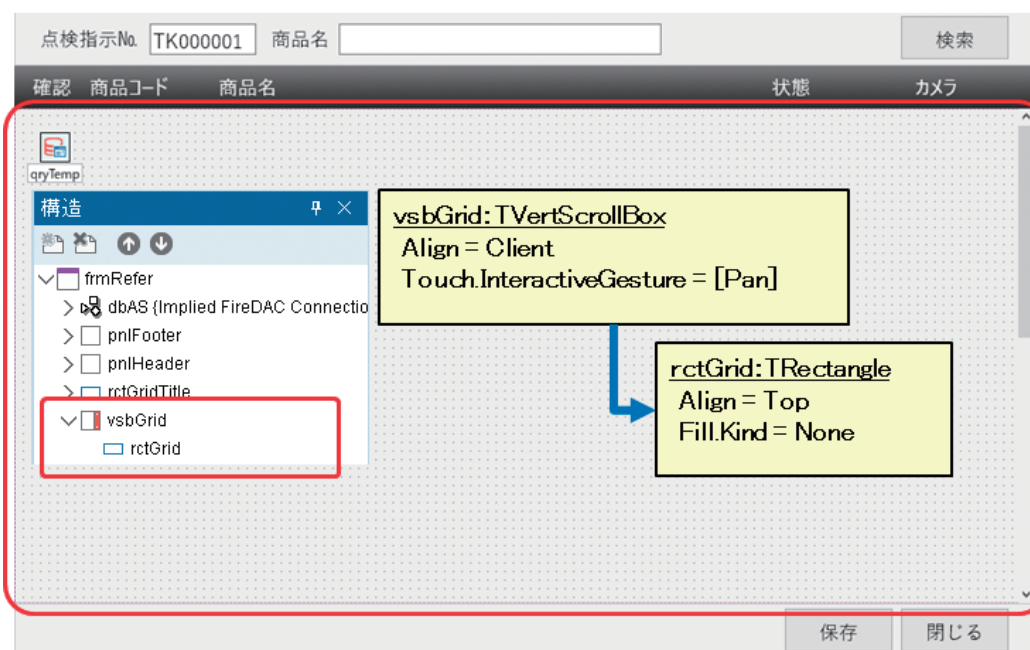 点検指示№ TK000001 商品名 検索
確認 商品コード 商品名 状態 カメラ
qryTemp
構造
frmRefer
dbAS {Implied FireDAC Connectio
pnlFooter
pnlHeader
rctGridTitle
vsbGrid
rctGrid
vsbGrid:TVertScrollBox
Align = Client
Touch.InteractiveGesture = [Pan]
rctGrid:TRectangle
Align = Top
Fill.Kind = None
保存 閉じる